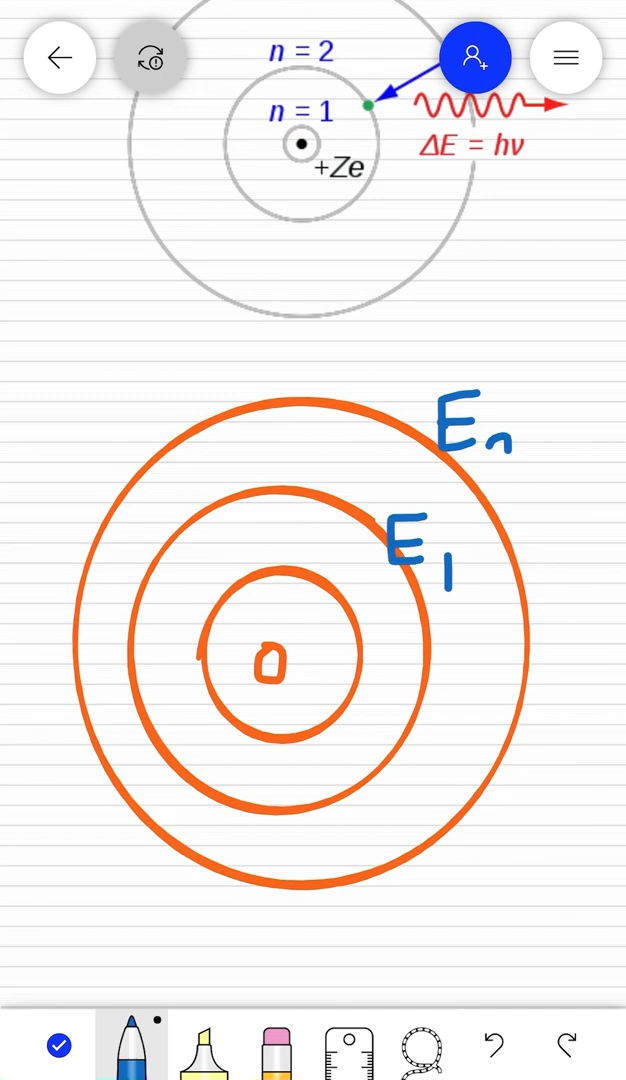 n = 2
n = 1
+Ze
ΔE = hν
Eₙ
E₁
0